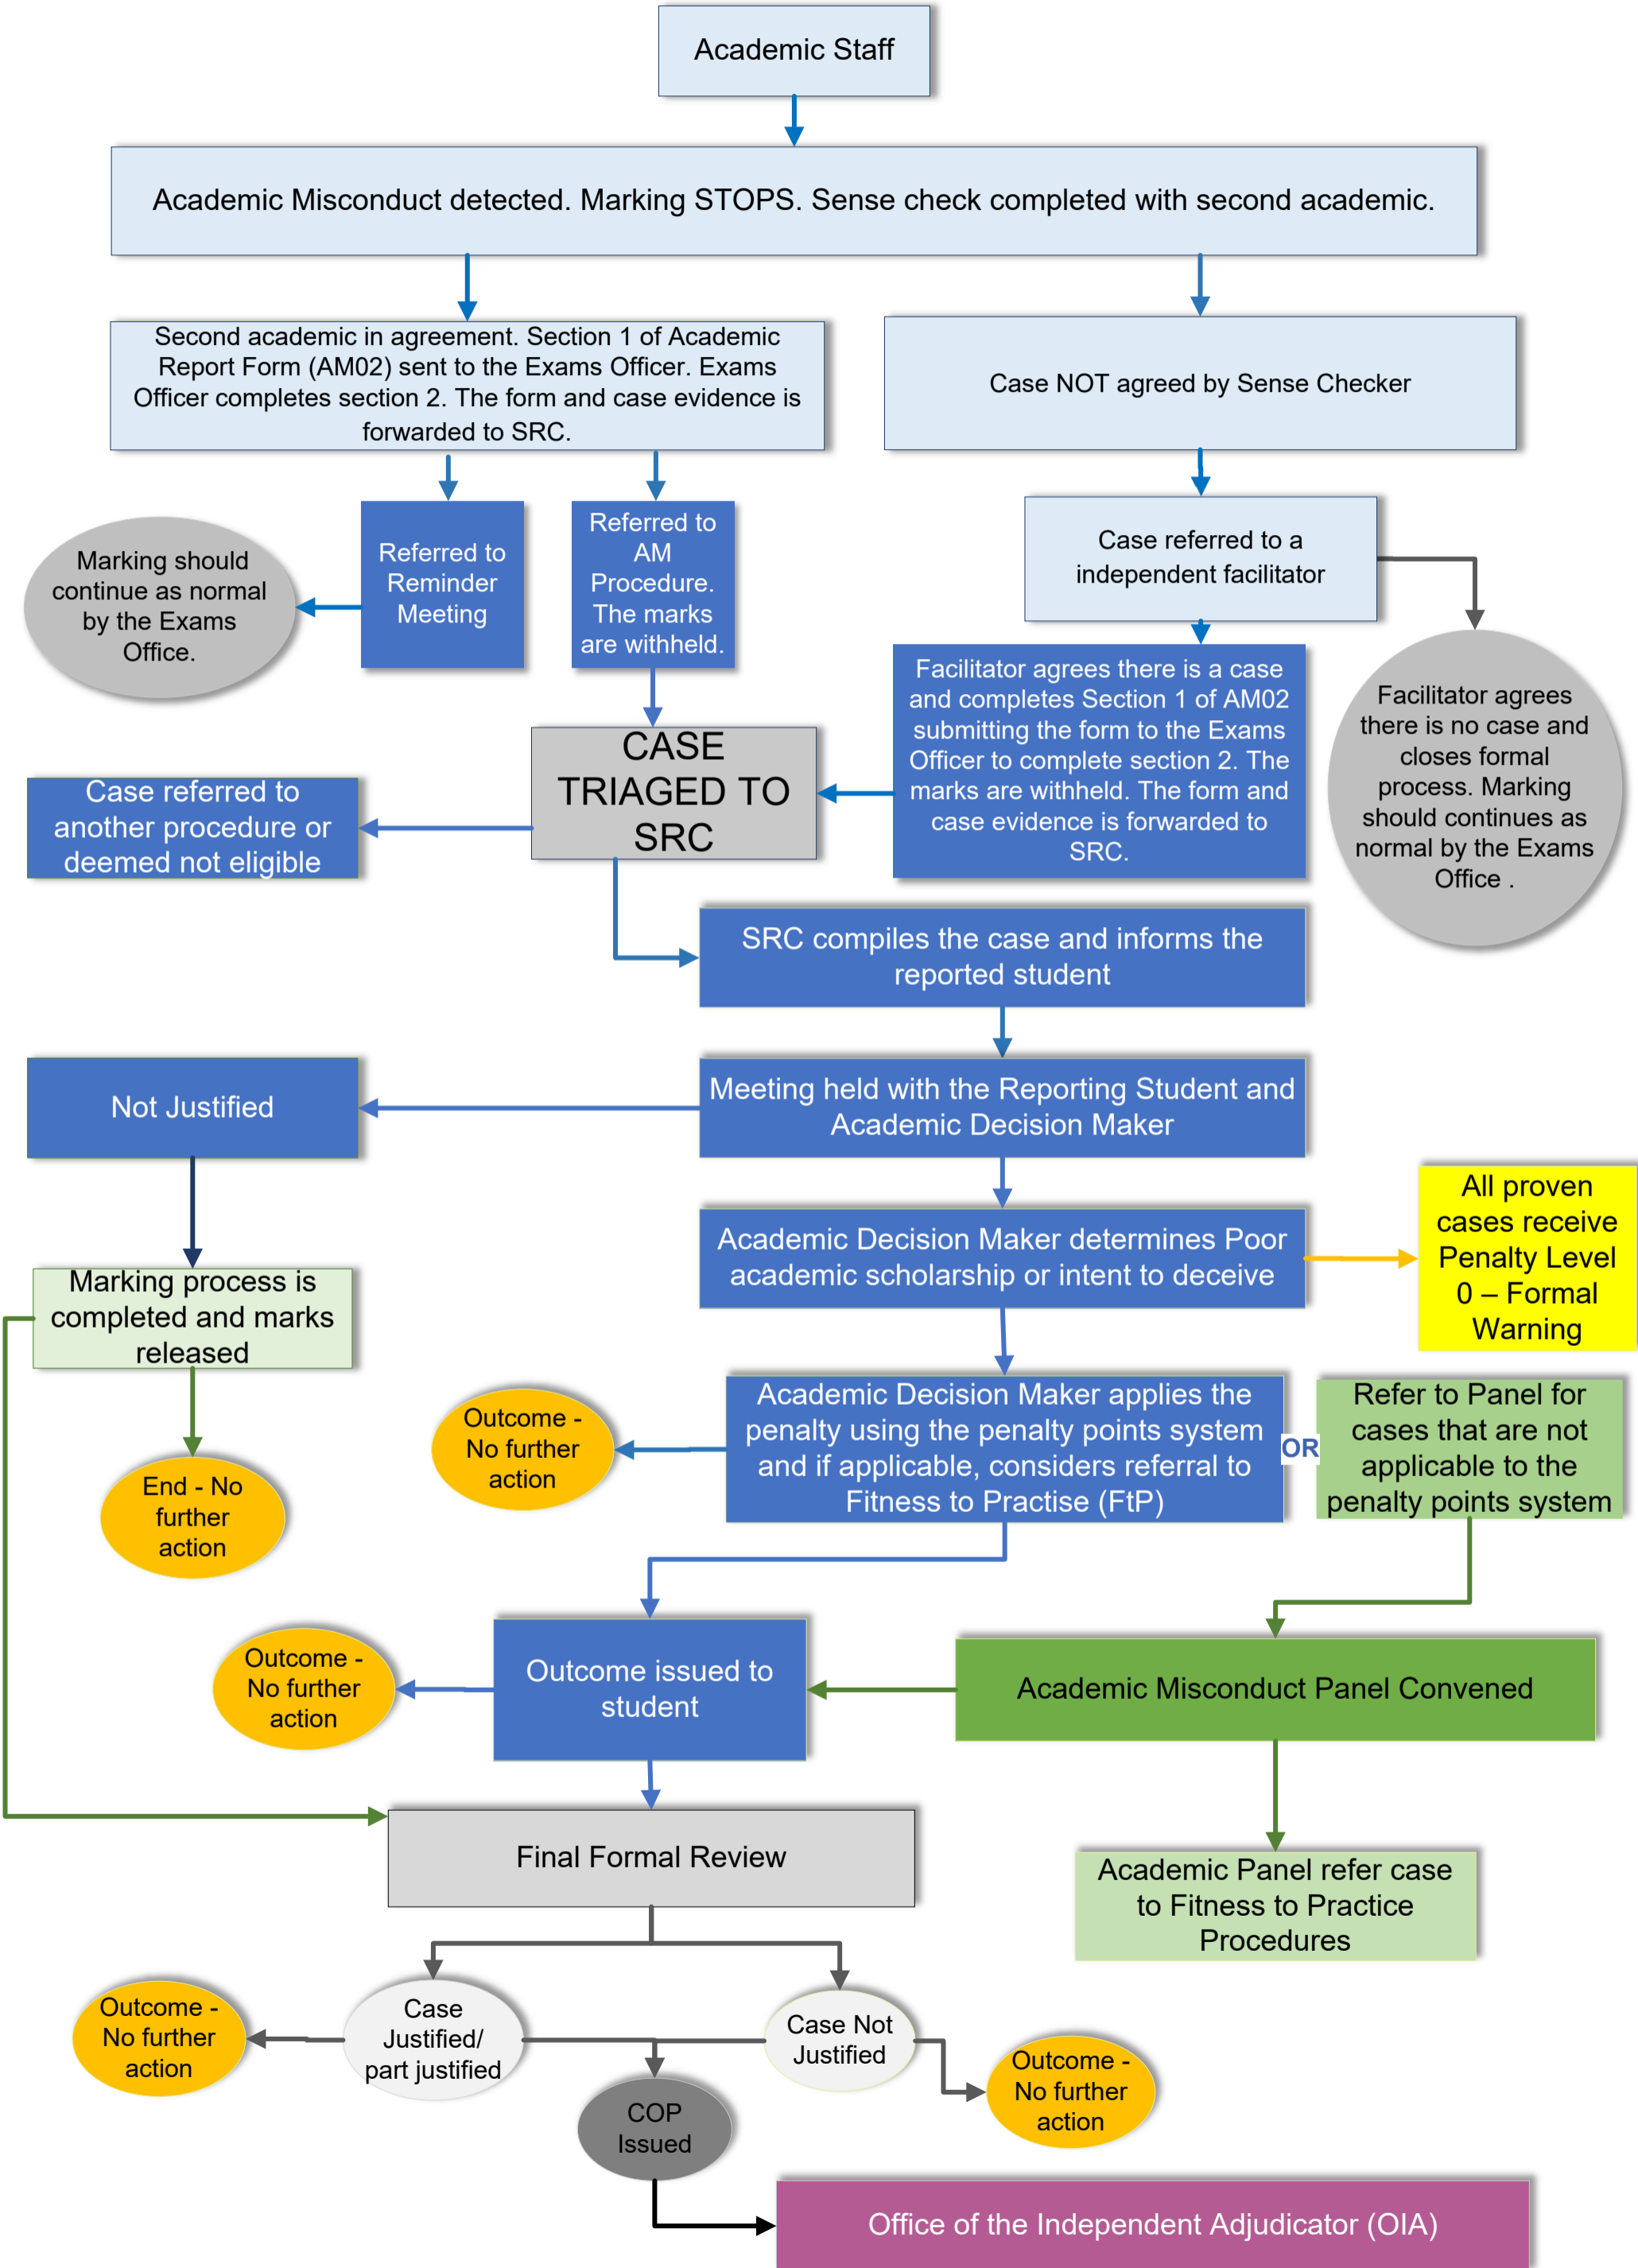 Academic Staff
Academic Misconduct detected. Marking STOPS. Sense check completed with second academic.
Second academic in agreement. Section 1 of Academic
Report Form (AM02) sent to the Exams Officer. Exams
Officer completes section 2. The form and case evidence is
forwarded to SRC.
Case NOT agreed by Sense Checker
Marking should
continue as normal
by the Exams
Office.
Referred to
Reminder
Meeting
Referred to
AM
Procedure.
The marks
are withheld.
Case referred to a
independent facilitator
Facilitator agrees there is a case
and completes Section 1 of AM02
submitting the form to the Exams
Officer to complete section 2. The
marks are withheld. The form and
case evidence is forwarded to
SRC.
Facilitator agrees
there is no case and
closes formal
process. Marking
should continues as
normal by the Exams
Office .
CASE
TRIAGED TO
SRC
Case referred to
another procedure or
deemed not eligible
SRC compiles the case and informs the
reported student
Not Justified
Meeting held with the Reporting Student and
Academic Decision Maker
Academic Decision Maker determines Poor
academic scholarship or intent to deceive
All proven
cases receive
Penalty Level
0 – Formal
Warning
Marking process is
completed and marks
released
End - No
further
action
Outcome -
No further
action
Academic Decision Maker applies the
penalty using the penalty points system
and if applicable, considers referral to
Fitness to Practise (FtP)
OR
Refer to Panel for
cases that are not
applicable to the
penalty points system
Outcome -
No further
action
Outcome issued to
student
Academic Misconduct Panel Convened
Final Formal Review
Academic Panel refer case
to Fitness to Practice
Procedures
Outcome -
No further
action
Case
Justified/
part justified
Case Not
Justified
Outcome -
No further
action
COP
Issued
Office of the Independent Adjudicator (OIA)